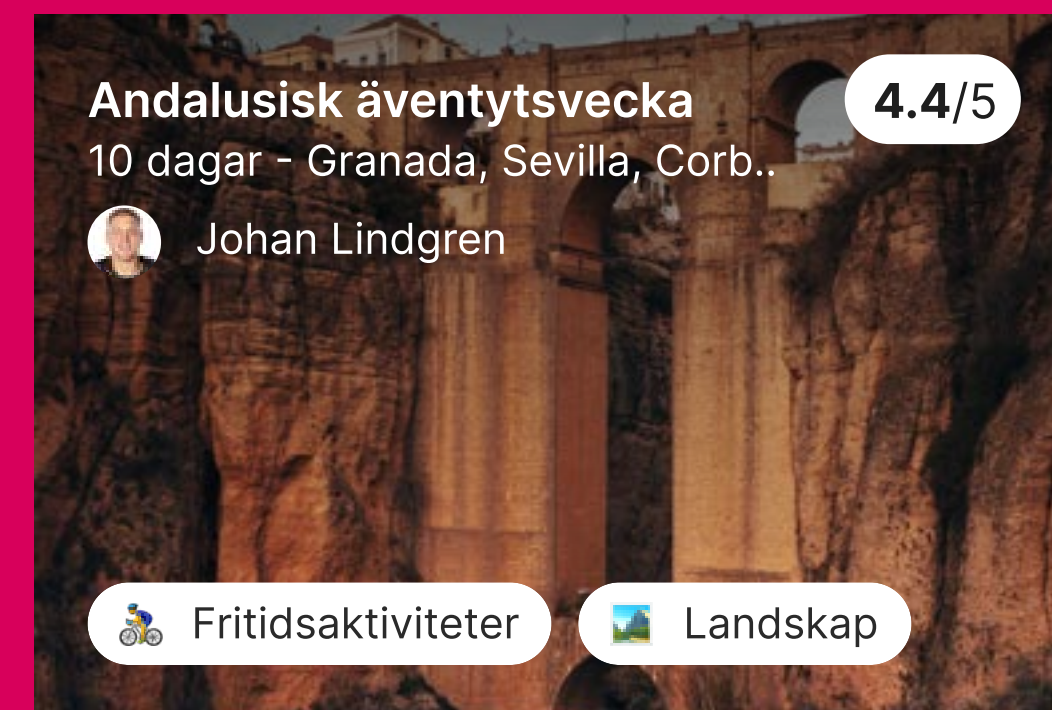 Andalusisk äventytsvecka
4.4/5
10 dagar - Granada, Sevilla, Corb..
Johan Lindgren
Fritidsaktiviteter
Landskap